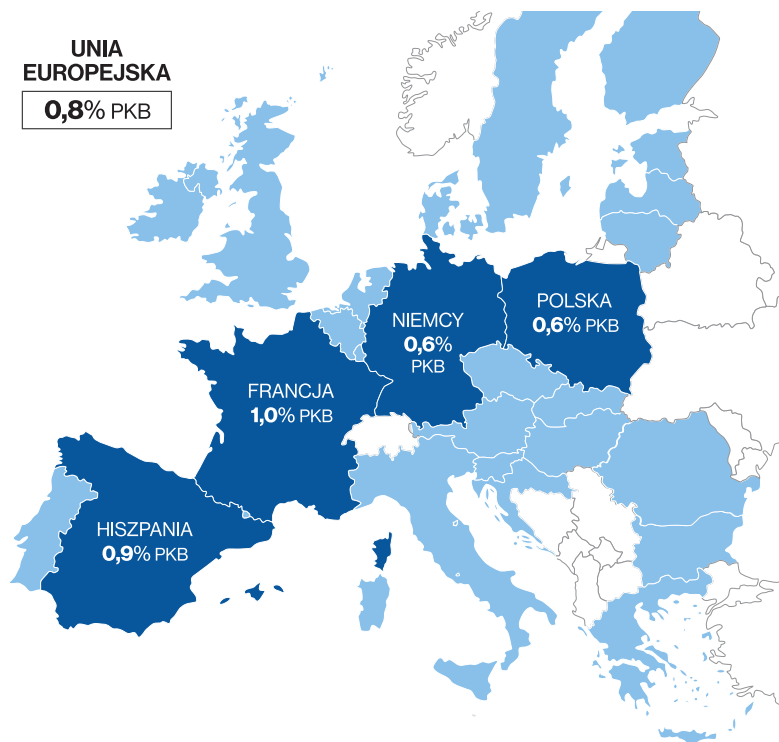 UNIA
EUROPEJSKA
0,8% PKB
POLSKA
0,6% PKB
NIEMCY
0,6%
PKB
FRANCJA
1,0% PKB
HISZPANIA
0,9% PKB